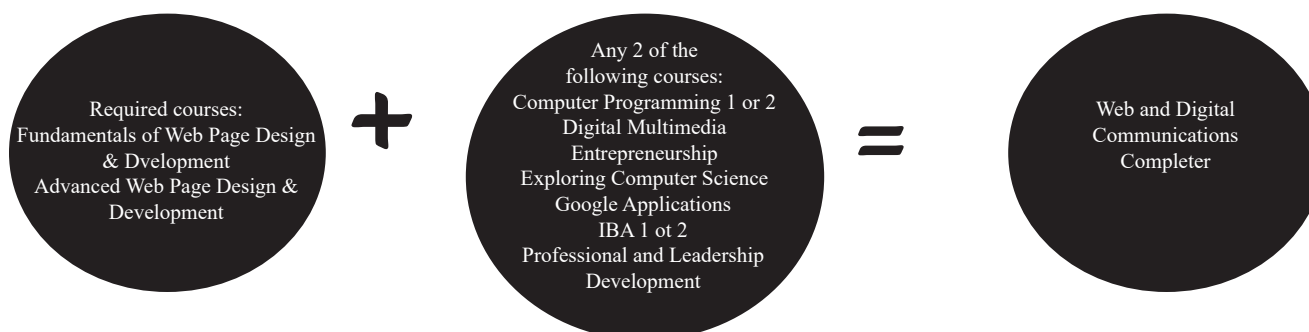 Required courses:
Fundamentals of Web Page Design
& Dvelopment
Advanced Web Page Design &
Development
+
Any 2 of the
following courses:
Computer Programming 1 or 2
Digital Multimedia
Entrepreneurship
Exploring Computer Science
Google Applications
IBA 1 ot 2
Professional and Leadership
Development
=
Web and Digital
Communications
Completer